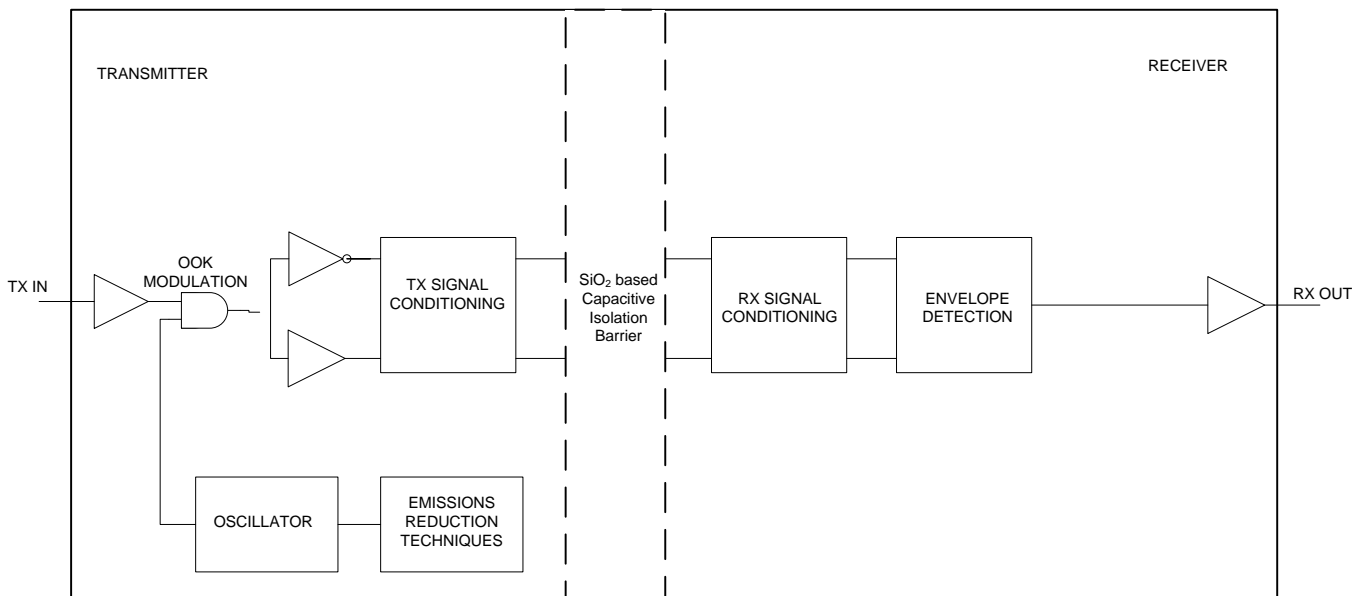 TRANSMITTER
RECEIVER
OOK
MODULATION
TX IN
TX SIGNAL
CONDITIONING
SiO₂ based
Capacitive
Isolation
Barrier
RX SIGNAL
CONDITIONING
ENVELOPE
DETECTION
RX OUT
OSCILLATOR
EMISSIONS
REDUCTION
TECHNIQUES